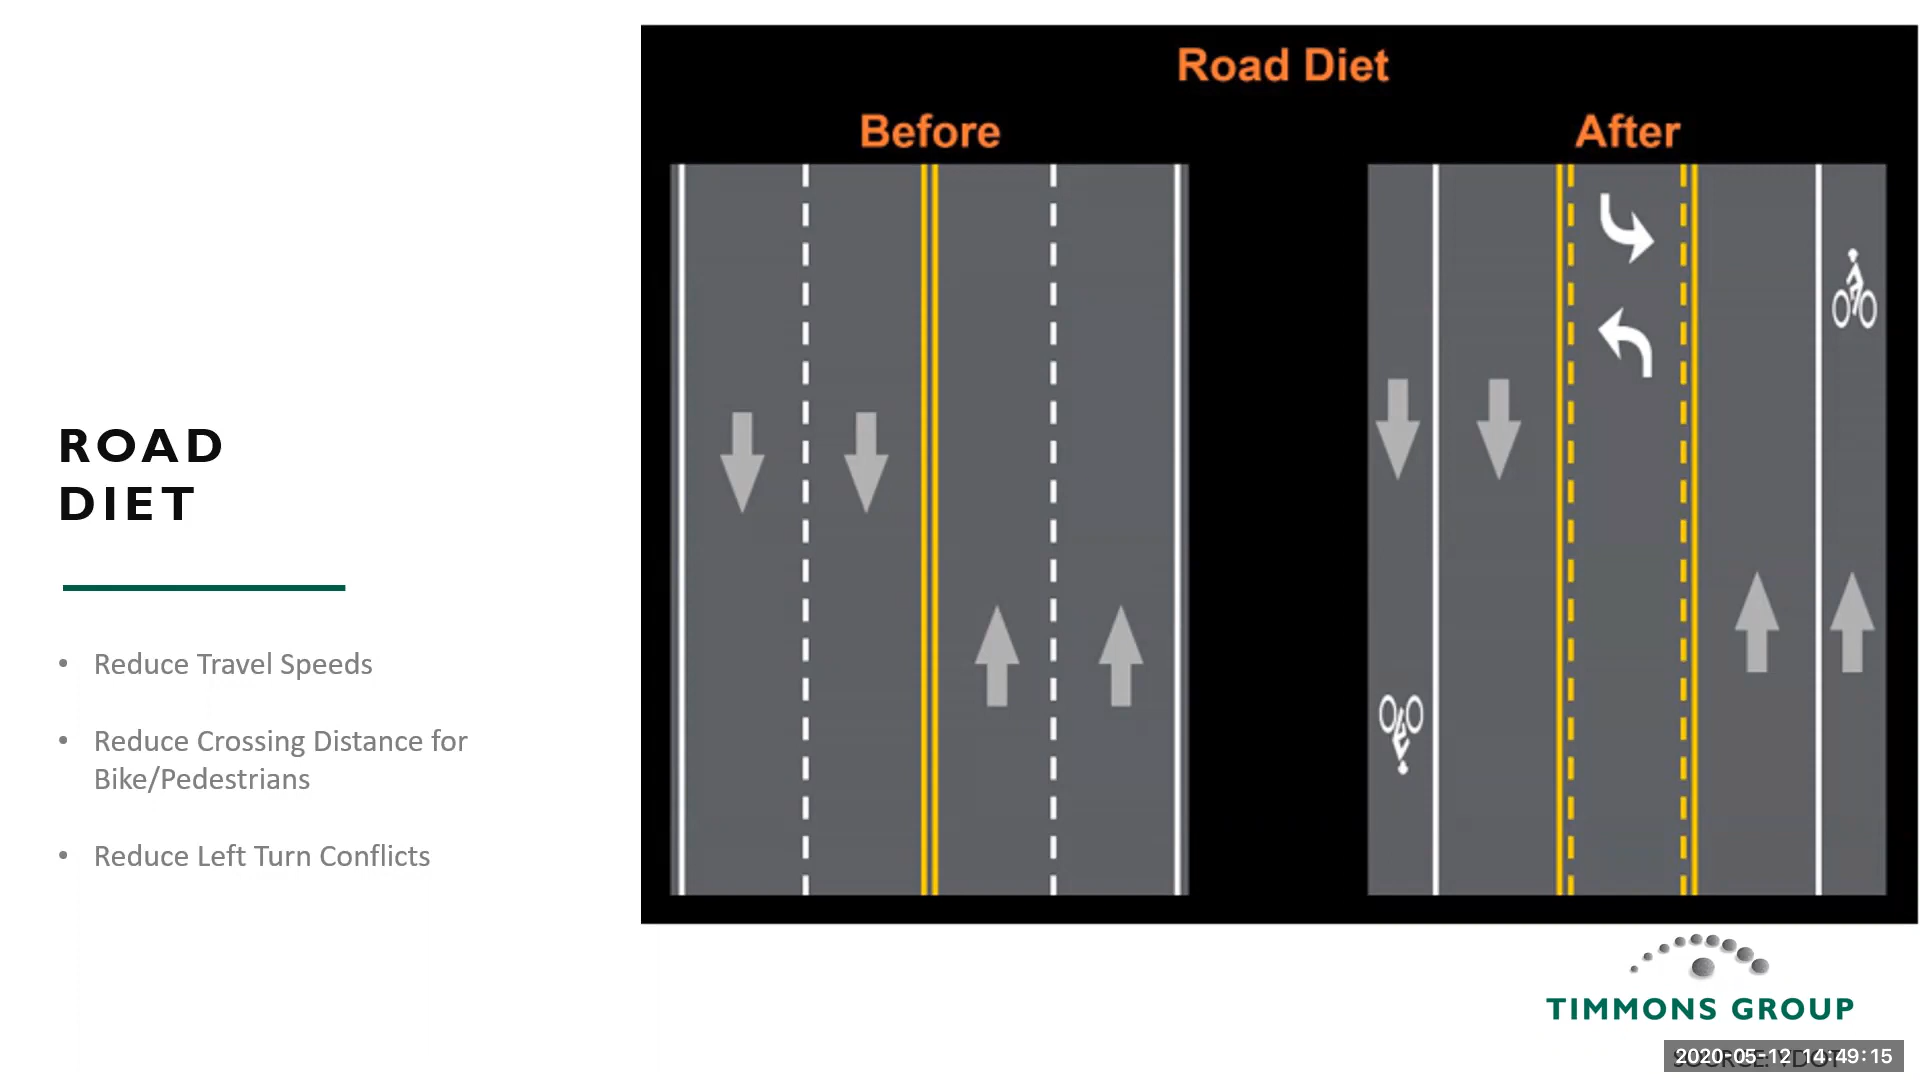 Road Diet
Before
After
ROAD
DIET
• Reduce Travel Speeds
• Reduce Crossing Distance for
Bike/Pedestrians
• Reduce Left Turn Conflicts
TIMMONS GROUP
2020-05-12 14:49:15